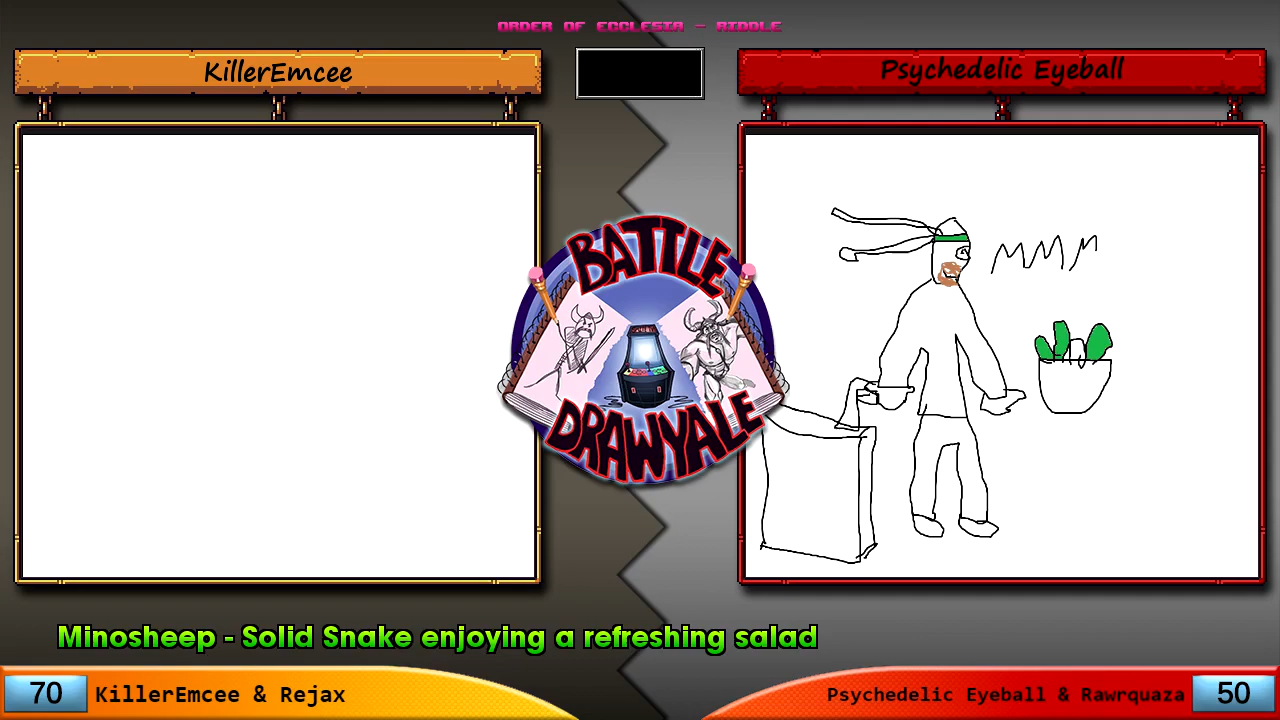 ORDER OF ECCLESIA - RIDDLE
KillerEmcee
Psychedelic Eyeball
BATTLE
DRAWYALE
MMM
Minosheep - Solid Snake enjoying a refreshing salad
70 KillerEmcee & Rejax
Psychedelic Eyeball & Rawrquaza 50